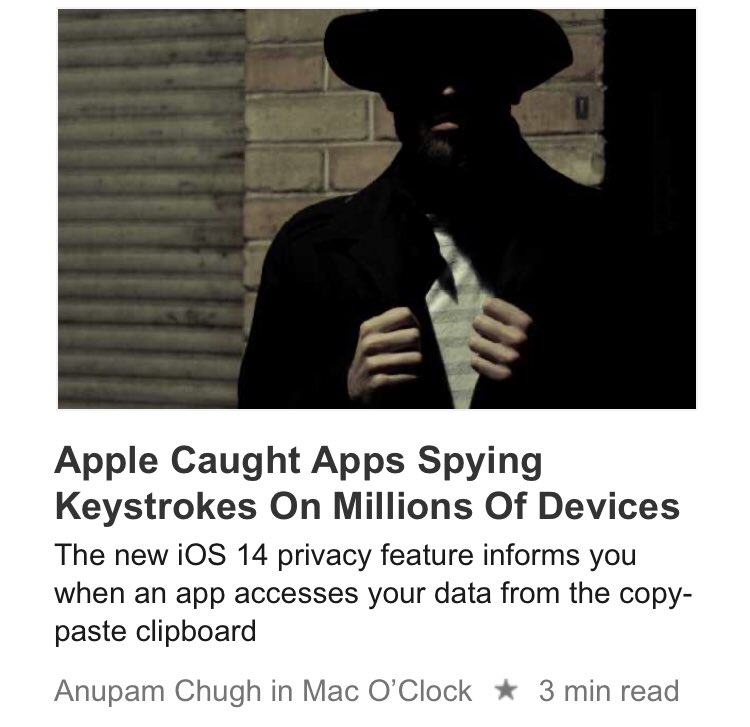 Apple Caught Apps Spying
Keystrokes On Millions Of Devices
The new iOS 14 privacy feature informs you
when an app accesses your data from the copy-
paste clipboard
Anupam Chugh in Mac O’Clock ★ 3 min read